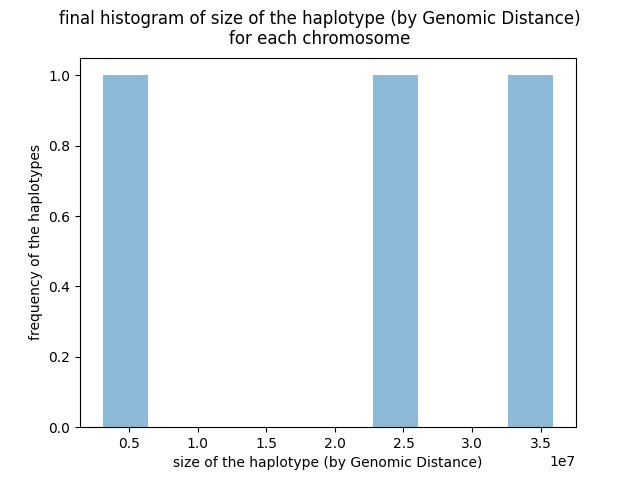 final histogram of size of the haplotype (by Genomic Distance)
for each chromosome
frequency of the haplotypes
1.0
0.8
0.6
0.4
0.2
0.0
0.5
1.0
1.5
2.0
2.5
3.0
3.5
1e7
size of the haplotype (by Genomic Distance)